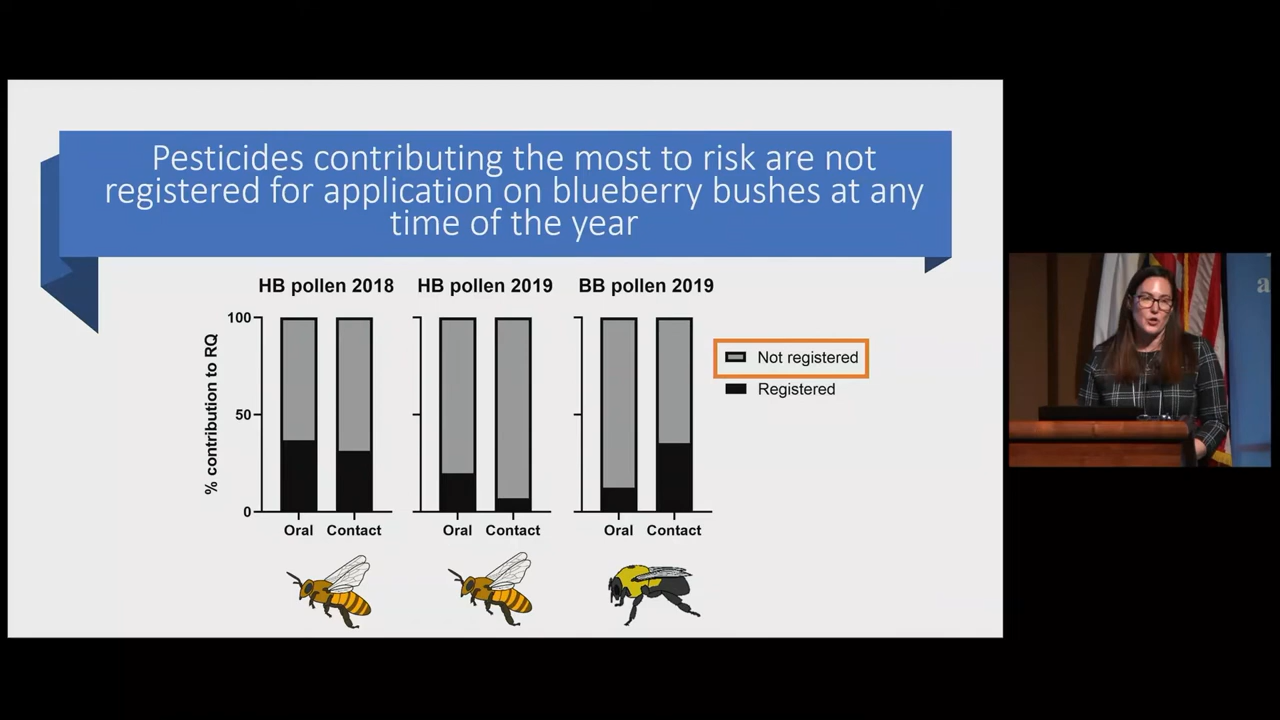 Pesticides contributing the most to risk are not
registered for application on blueberry bushes at any
time of the year
HB pollen 2018
HB pollen 2019
BB pollen 2019
% contribution to RQ
100
50
0
Not registered
Registered
Oral Contact
Oral Contact
Oral Contact
a